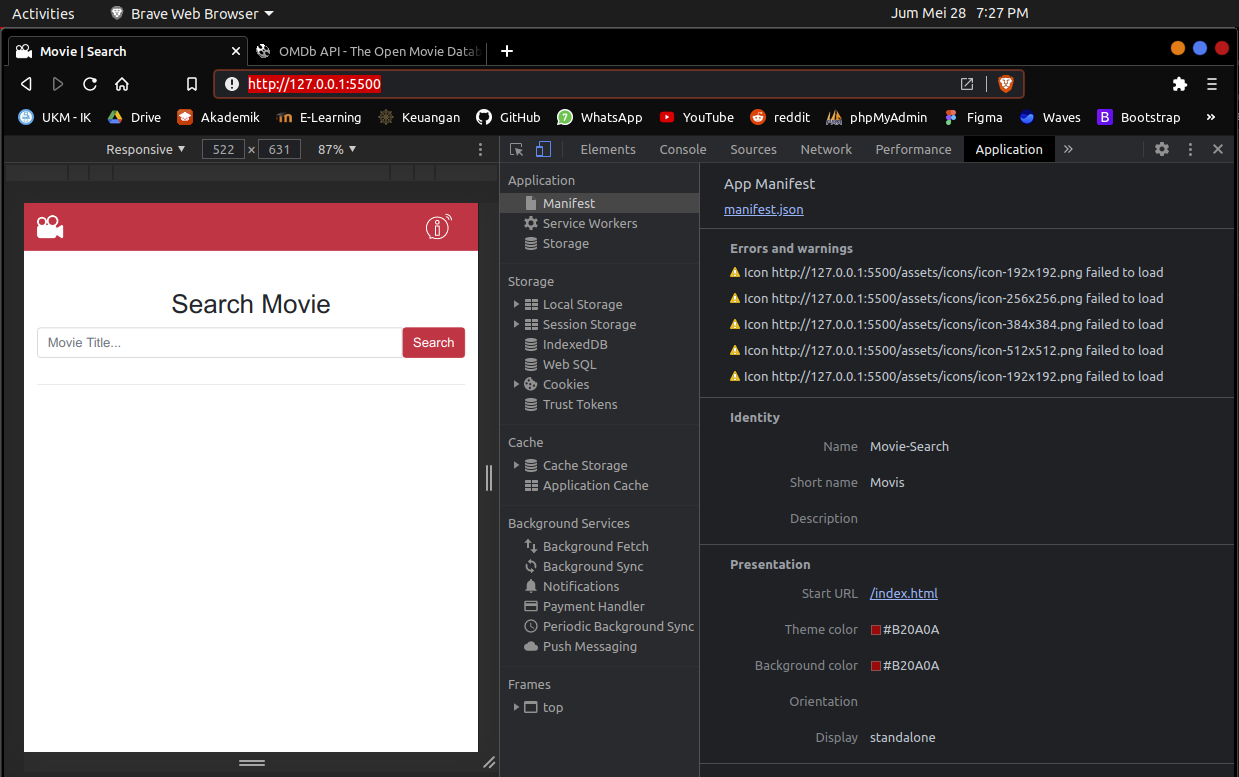 Activities Brave Web Browser Jum Mei 28 7:27 PM
Movie | Search OMDb API - The Open Movie Datab
http://127.0.0.1:5500
UKM - IK Drive Akademik E-Learning Keuangan GitHub WhatsApp YouTube reddit phpMyAdmin Figma Waves Bootstrap »
Responsive 522 × 631 87%
Elements Console Sources Network Performance Application »
Search Movie
Movie Title... Search
Application
Manifest
Service Workers
Storage
Storage
Local Storage
Session Storage
IndexedDB
Web SQL
Cookies
Trust Tokens
Cache
Cache Storage
Application Cache
Background Services
Background Fetch
Background Sync
Notifications
Payment Handler
Periodic Background Sync
Push Messaging
Frames
top
App Manifest
manifest.json
Errors and warnings
Icon http://127.0.0.1:5500/assets/icons/icon-192x192.png failed to load
Icon http://127.0.0.1:5500/assets/icons/icon-256x256.png failed to load
Icon http://127.0.0.1:5500/assets/icons/icon-384x384.png failed to load
Icon http://127.0.0.1:5500/assets/icons/icon-512x512.png failed to load
Icon http://127.0.0.1:5500/assets/icons/icon-192x192.png failed to load
Identity
Name Movie-Search
Short name Movis
Description
Presentation
Start URL /index.html
Theme color #B20A0A
Background color #B20A0A
Orientation
Display standalone